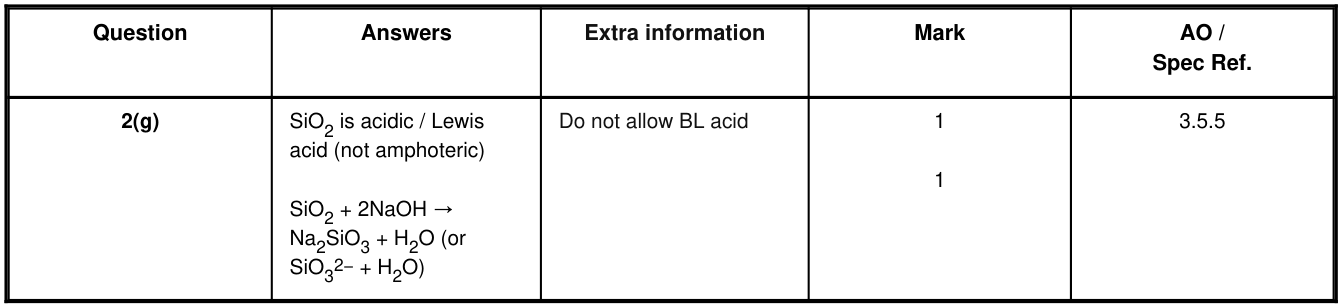 Question Answers Extra information Mark AO /
Spec Ref.
2(g) SiO₂ is acidic / Lewis Do not allow BL acid 1 3.5.5
acid (not amphoteric)
1
SiO₂ + 2NaOH →
Na₂SiO₃ + H₂O (or
SiO₃²⁻ + H₂O)